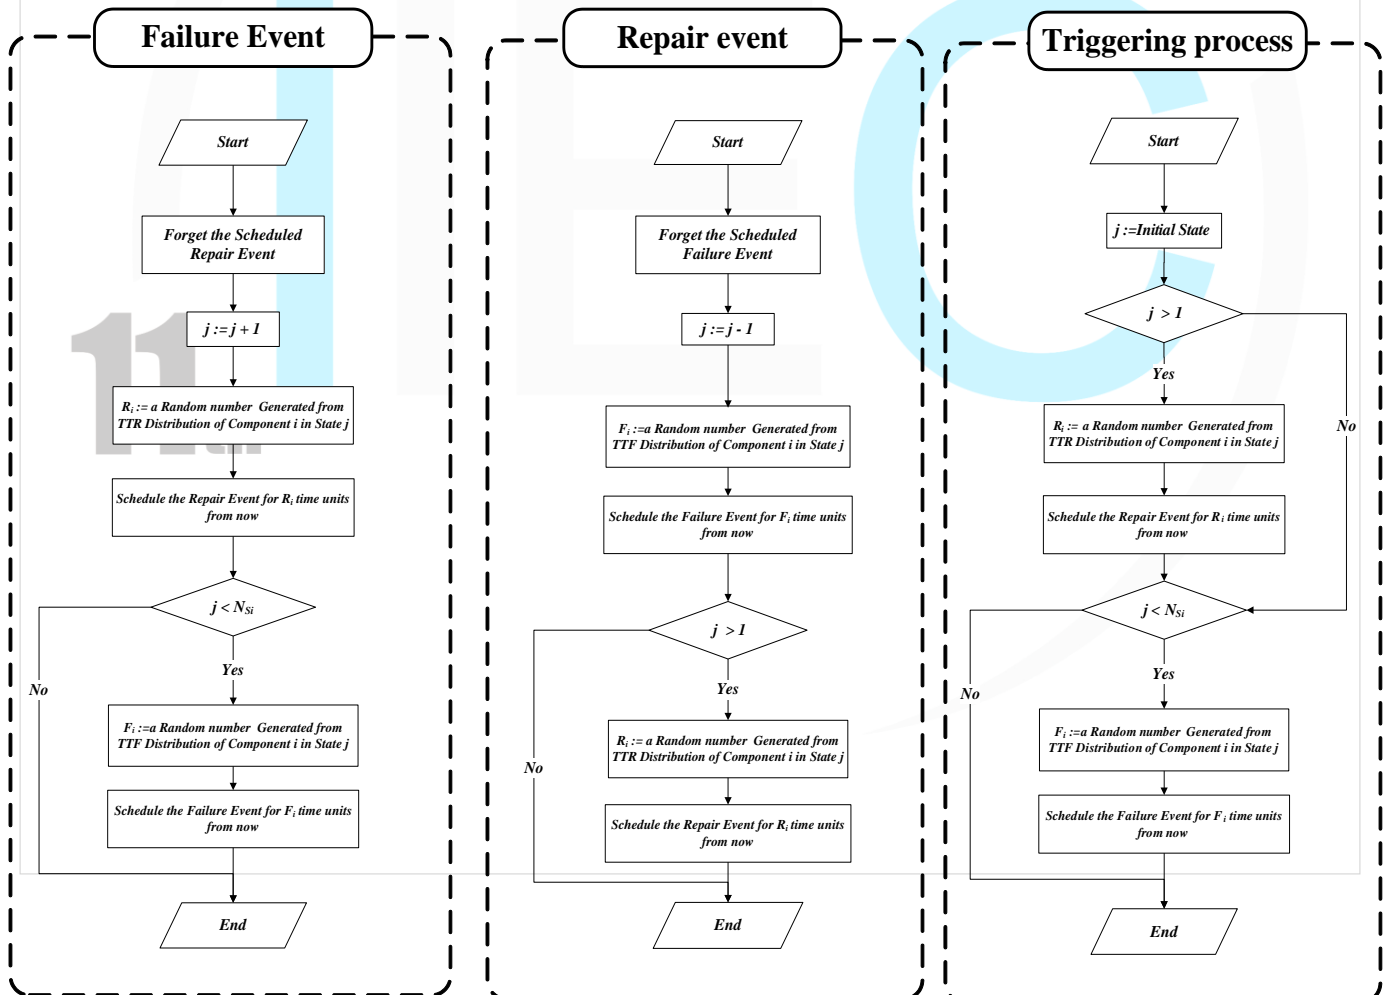 Failure Event
Start
Forget the Scheduled
Repair Event
j := j + 1
Ri := a Random number Generated from
TTR Distribution of Component i in State j
Schedule the Repair Event for Ri time units
from now
j < NSi
Yes
No
Fi :=a Random number Generated from
TTF Distribution of Component i in State j
Schedule the Failure Event for Fi time units
from now
End
Repair event
Start
Forget the Scheduled
Failure Event
j := j - 1
Fi :=a Random number Generated from
TTF Distribution of Component i in State j
Schedule the Failure Event for Fi time units
from now
j > 1
Yes
No
Ri := a Random number Generated from
TTR Distribution of Component i in State j
Schedule the Repair Event for Ri time units
from now
End
Triggering process
Start
j :=Initial State
j > 1
Yes
No
Ri := a Random number Generated from
TTR Distribution of Component i in State j
Schedule the Repair Event for Ri time units
from now
j < NSi
Yes
No
Fi :=a Random number Generated from
TTF Distribution of Component i in State j
Schedule the Failure Event for Fi time units
from now
End
11th
IEC